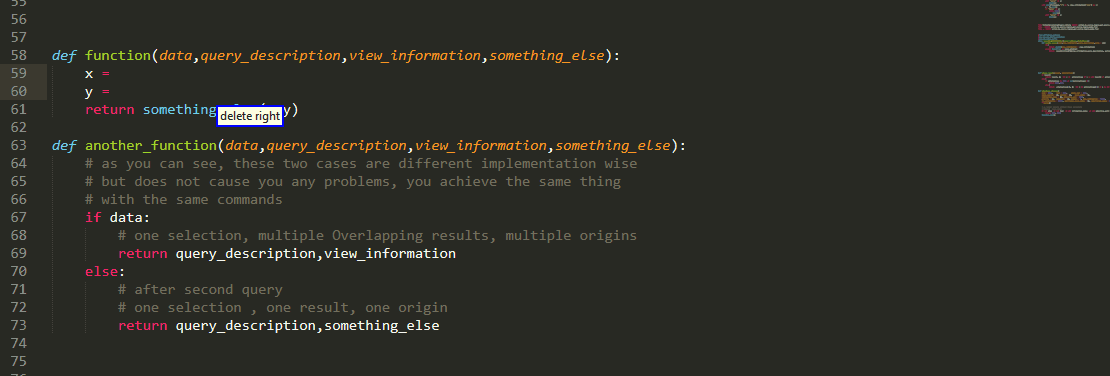 55
56
57
58 def function(data,query_description,view_information,something_else):
59 x =
60 y =
61 return something y)
delete right
62
63 def another_function(data,query_description,view_information,something_else):
64 # as you can see, these two cases are different implementation wise
65 # but does not cause you any problems, you achieve the same thing
66 # with the same commands
67 if data:
68 # one selection, multiple Overlapping results, multiple origins
69 return query_description,view_information
70 else:
71 # after second query
72 # one selection , one result, one origin
73 return query_description,something_else
74
75